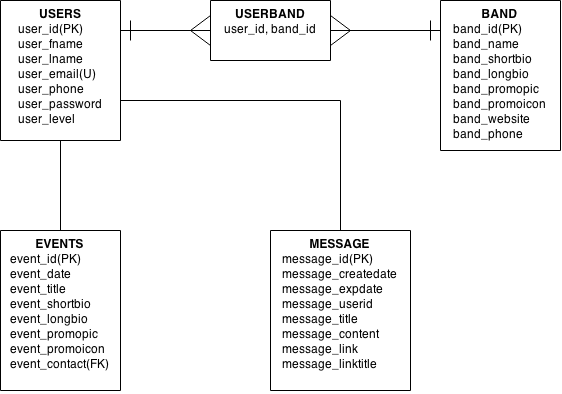 USERS
user_id(PK)
user_fname
user_lname
user_email(U)
user_phone
user_password
user_level
USERBAND
user_id, band_id
BAND
band_id(PK)
band_name
band_shortbio
band_longbio
band_promopic
band_promoicon
band_website
band_phone
EVENTS
event_id(PK)
event_date
event_title
event_shortbio
event_longbio
event_promopic
event_promoicon
event_contact(FK)
MESSAGE
message_id(PK)
message_createdate
message_expdate
message_userid
message_title
message_content
message_link
message_linktitle